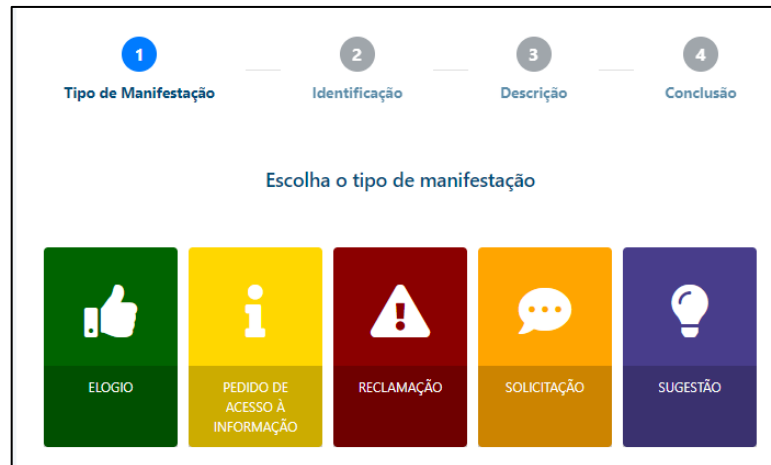 1 2 3 4
Tipo de Manifestação Identificação Descrição Conclusão
Escolha o tipo de manifestação
ELOGIO
PEDIDO DE
ACESSO À
INFORMAÇÃO
RECLAMAÇÃO
SOLICITAÇÃO
SUGESTÃO